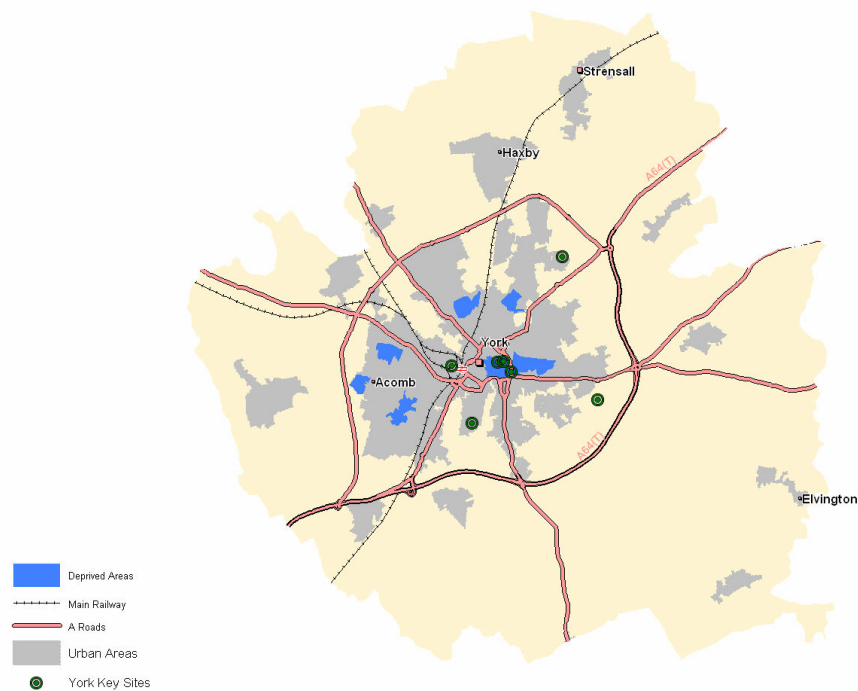 Strensall
Haxby
A64(T)
York
Acomb
A64(T)
Elvington
Deprived Areas
Main Railway
A Roads
Urban Areas
York Key Sites